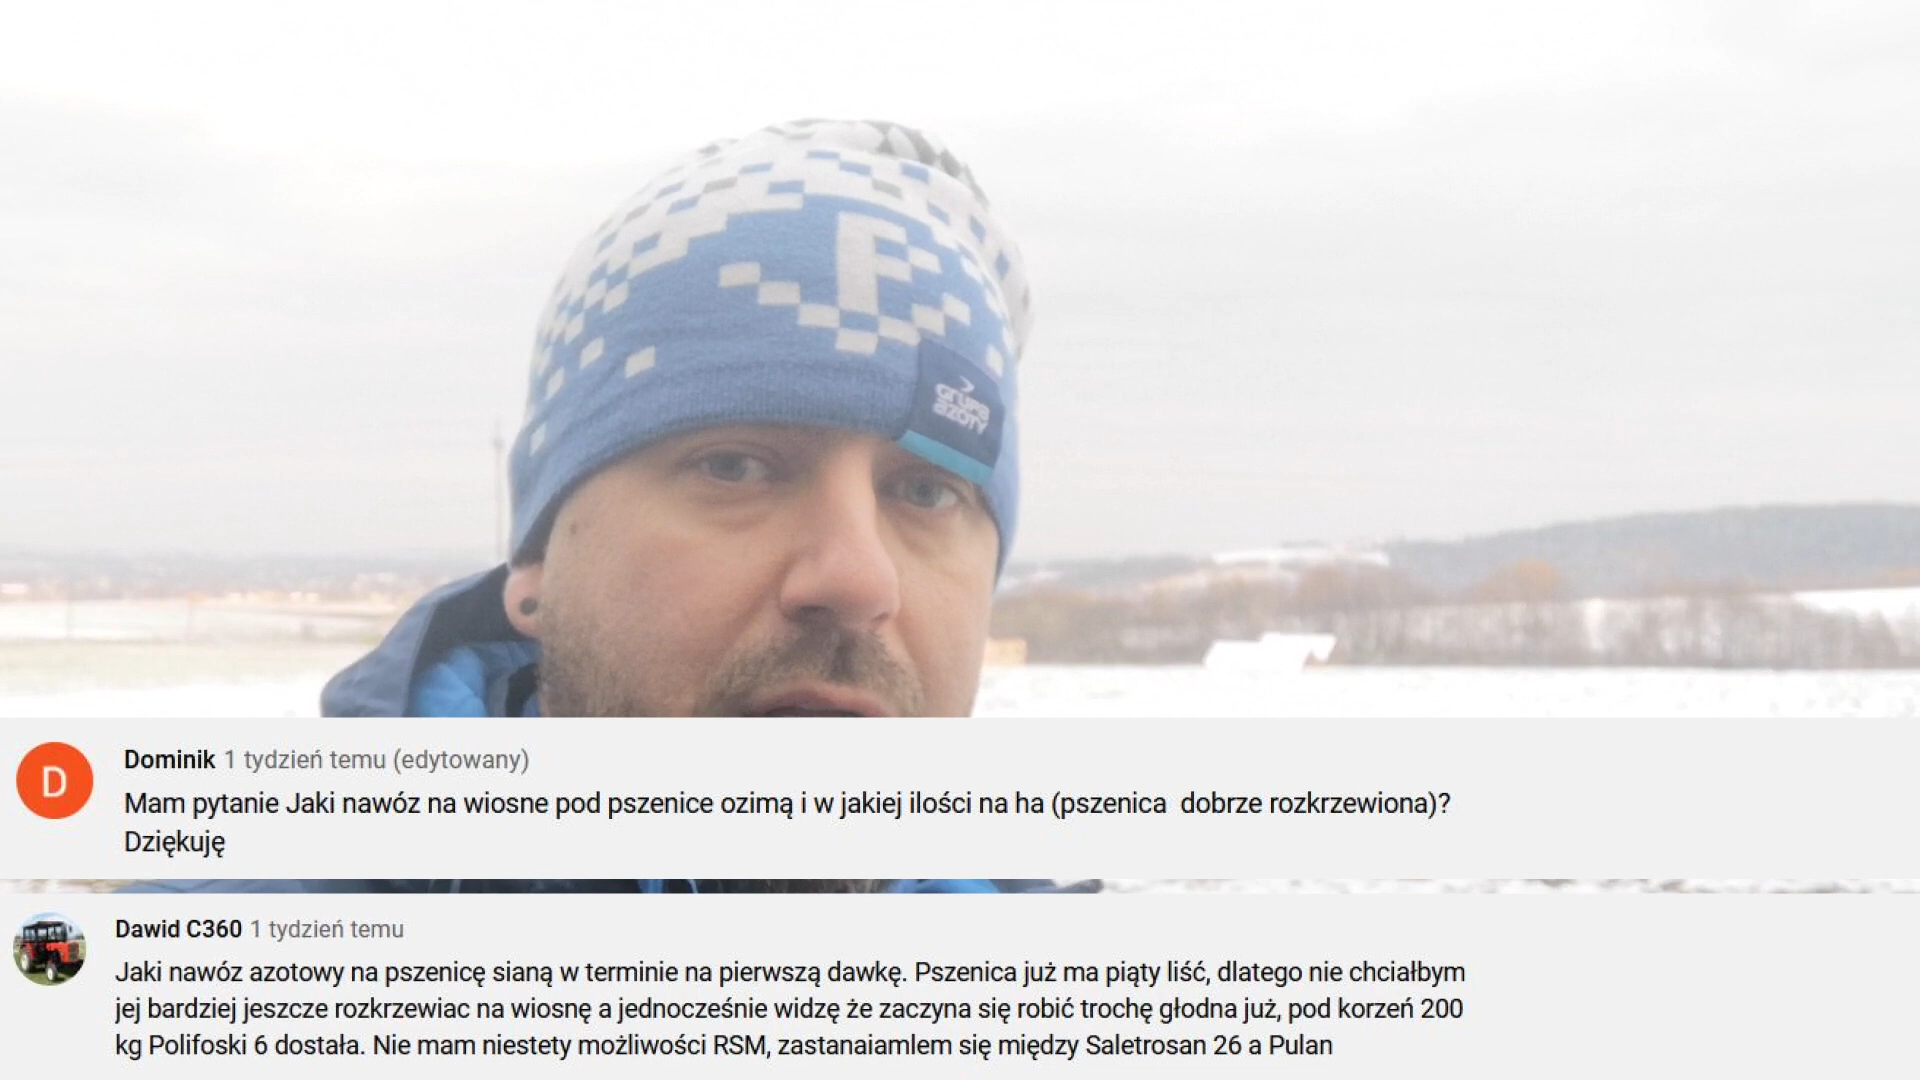 GRUPA
AZOTY
D
Dominik 1 tydzień temu (edytowany)
Mam pytanie Jaki nawóz na wiosne pod pszenice ozimą i w jakiej ilości na ha (pszenica  dobrze rozkrzewiona)?
Dziękuję
Dawid C360 1 tydzień temu
Jaki nawóz azotowy na pszenicę sianą w terminie na pierwszą dawkę. Pszenica już ma piąty liść, dlatego nie chciałbym
jej bardziej jeszcze rozkrzewiac na wiosnę a jednocześnie widzę że zaczyna się robić trochę głodna już, pod korzeń 200
kg Polifoski 6 dostała. Nie mam niestety możliwości RSM, zastanaiamlem się między Saletrosan 26 a Pulan